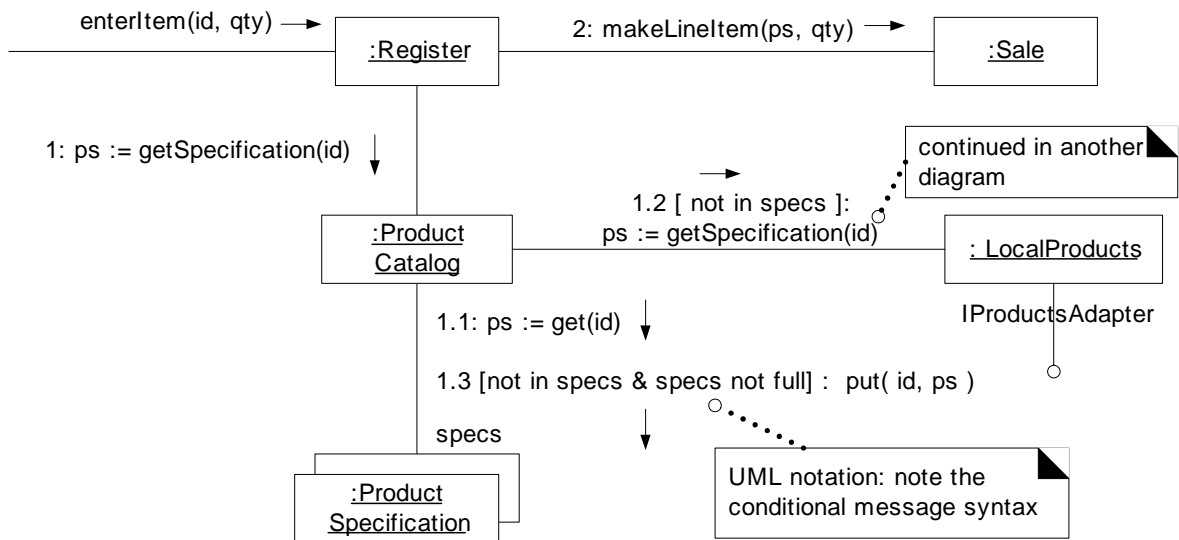 enterItem(id, qty)
:Register
2: makeLineItem(ps, qty)
:Sale
1: ps := getSpecification(id)
continued in another
diagram
1.2 [ not in specs ]:
ps := getSpecification(id)
:Product
Catalog
: LocalProducts
IProductsAdapter
1.1: ps := get(id)
1.3 [not in specs & specs not full] : put( id, ps )
specs
:Product
Specification
UML notation: note the
conditional message syntax